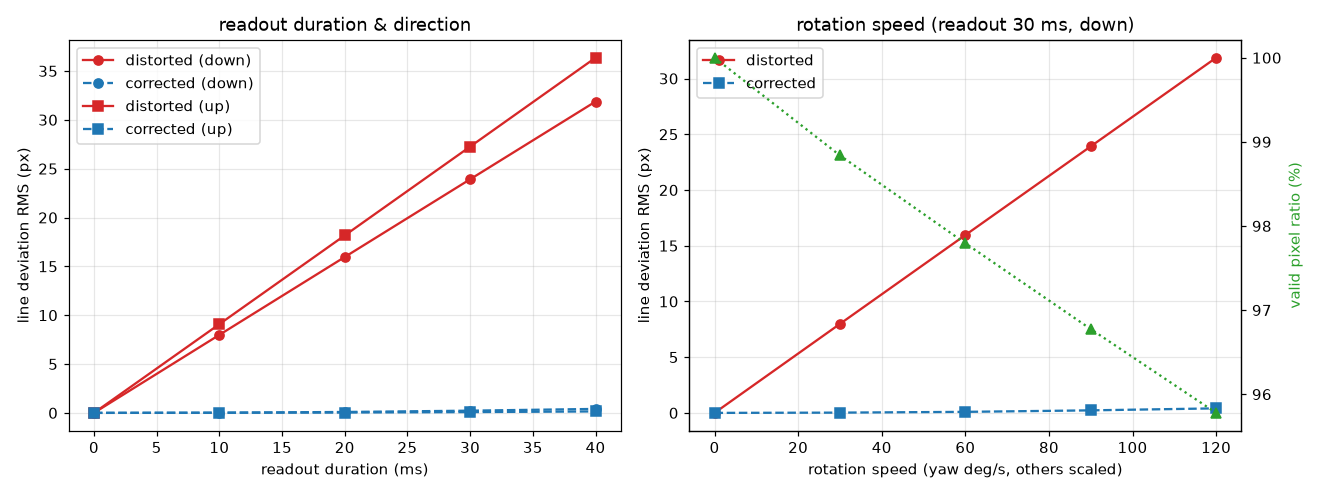 readout duration & direction
distorted (down)
corrected (down)
distorted (up)
corrected (up)
line deviation RMS (px)
35
30
25
20
15
10
5
0
0 5 10 15 20 25 30 35 40
readout duration (ms)
rotation speed (readout 30 ms, down)
distorted
corrected
line deviation RMS (px)
30
25
20
15
10
5
0
0 20 40 60 80 100 120
rotation speed (yaw deg/s, others scaled)
100
99
98
97
96
valid pixel ratio (%)